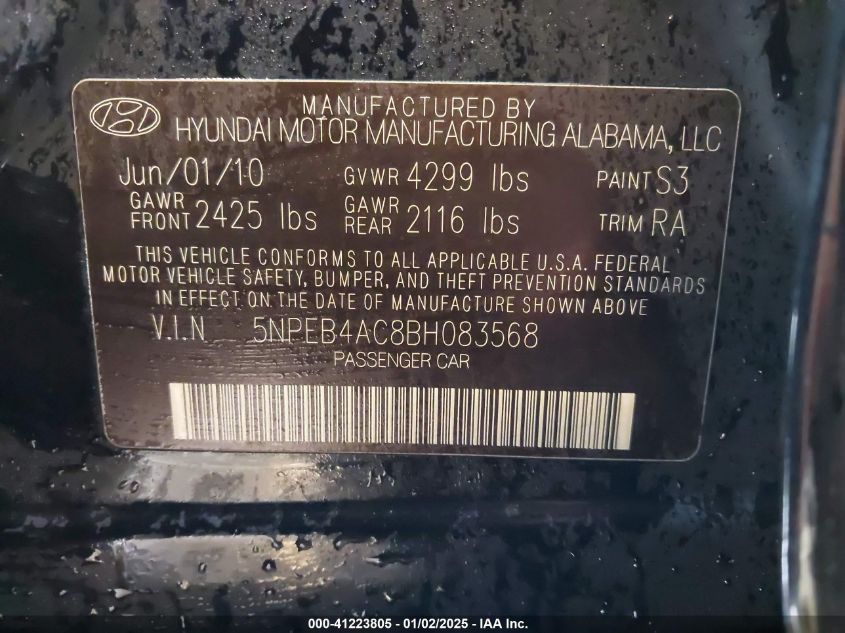 MANUFACTURED BY
HYUNDAI MOTOR MANUFACTURING ALABAMA, LLC
Jun/01/10 GVWR 4299 lbs PAINT S3
GAWR FRONT 2425 lbs GAWR REAR 2116 lbs TRIM RA
THIS VEHICLE CONFORMS TO ALL APPLICABLE U.S.A. FEDERAL
MOTOR VEHICLE SAFETY, BUMPER, AND THEFT PREVENTION STANDARDS
IN EFFECT ON THE DATE OF MANUFACTURE SHOWN ABOVE
V.I.N 5NPEB4AC8BH083568
PASSENGER CAR
000-41223805 - 01/02/2025 - IAA Inc.